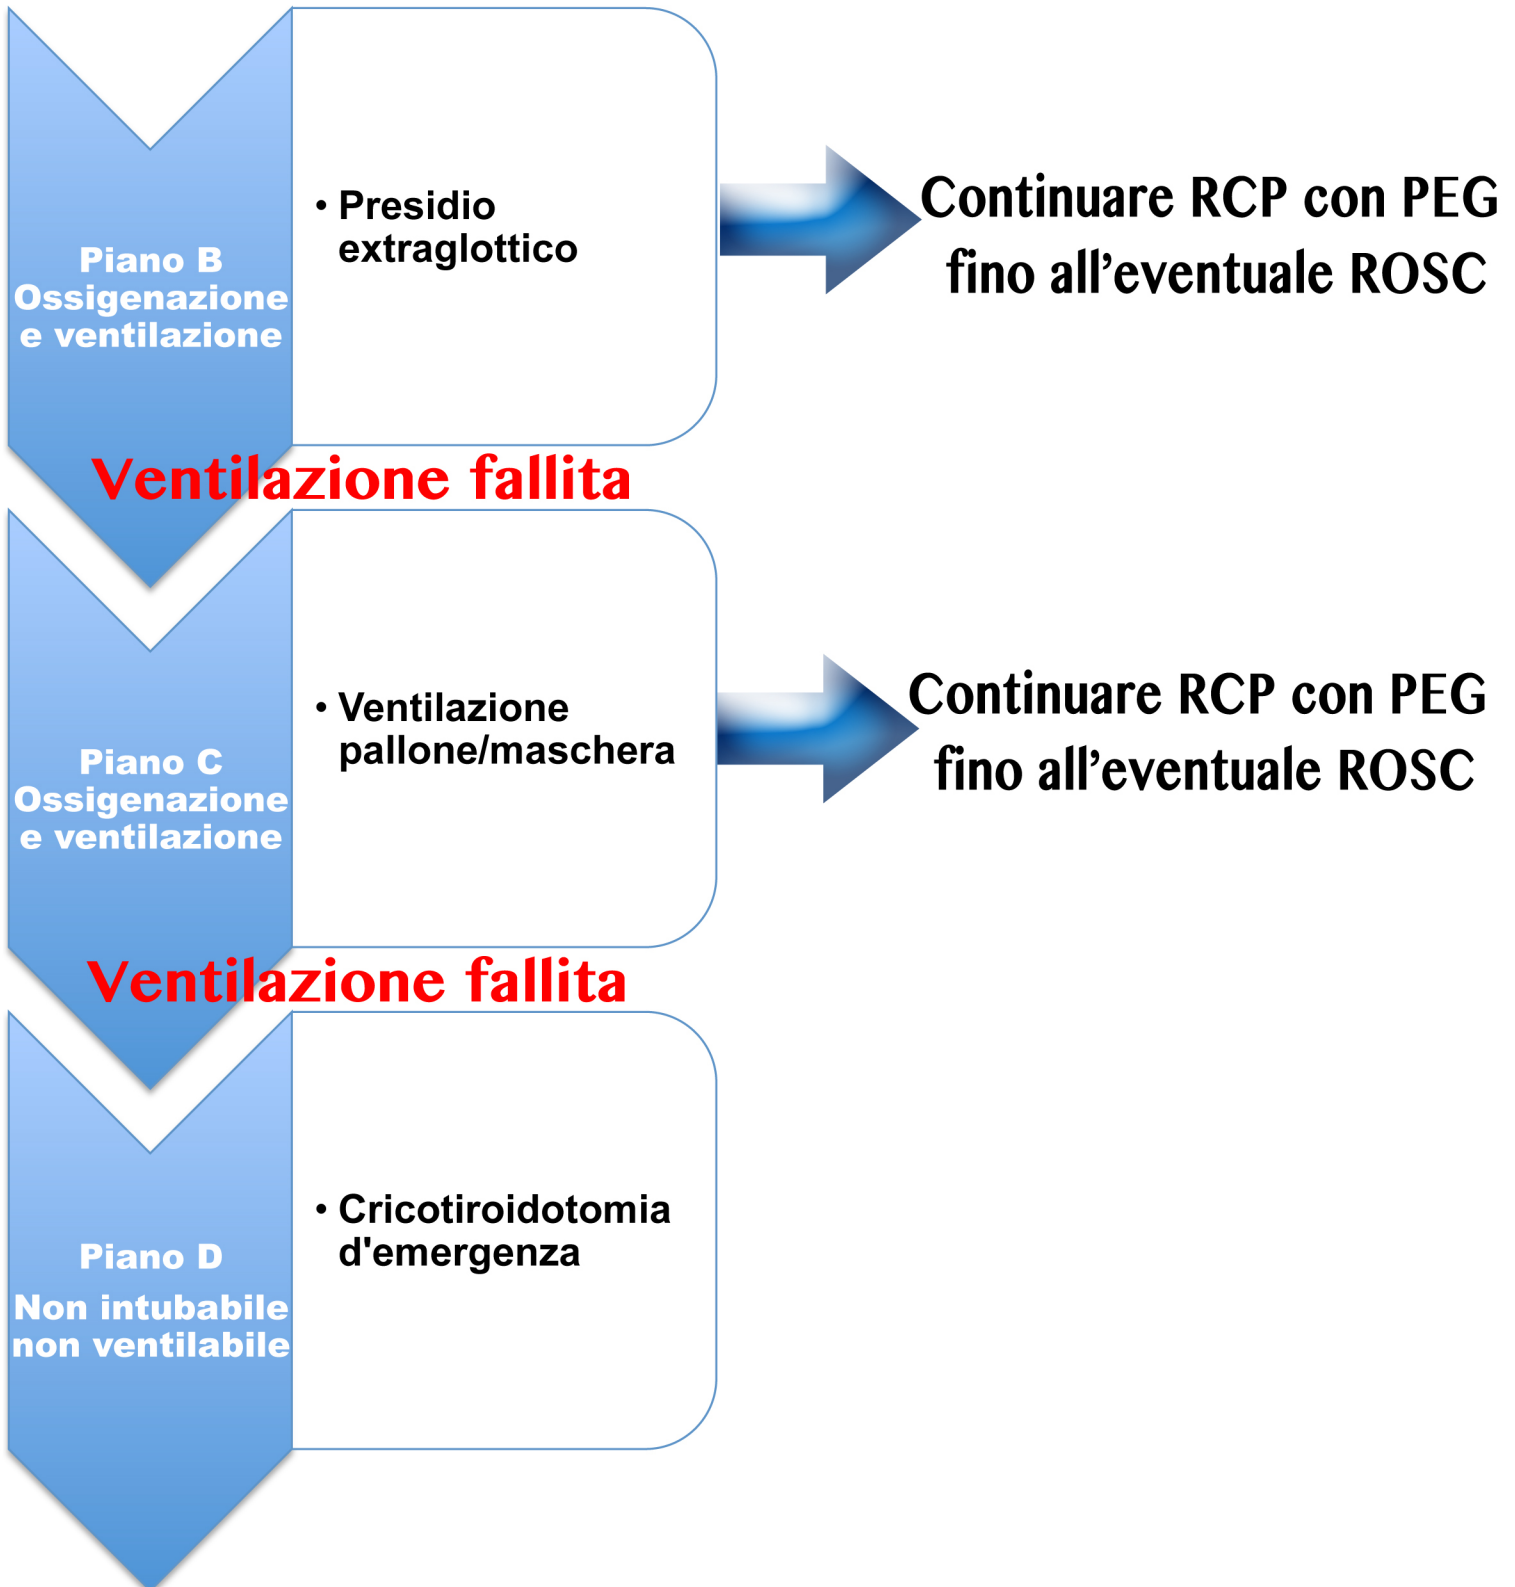 Piano B
Ossigenazione
e ventilazione
• Presidio
extraglottico
Continuare RCP con PEG
fino all’eventuale ROSC
Ventilazione fallita
Piano C
Ossigenazione
e ventilazione
• Ventilazione
pallone/maschera
Continuare RCP con PEG
fino all’eventuale ROSC
Ventilazione fallita
Piano D
Non intubabile
non ventilabile
• Cricotiroidotomia
d'emergenza